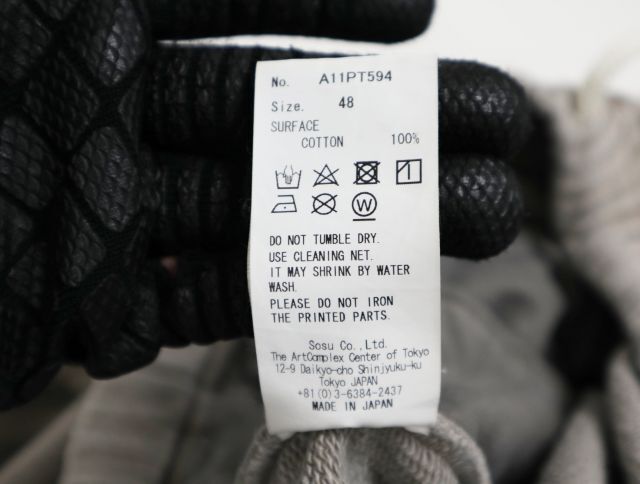 No. A11PT594
Size. 48
SURFACE
COTTON 100%
W
DO NOT TUMBLE DRY.
USE CLEANING NET.
IT MAY SHRINK BY WATER
WASH.
PLEASE DO NOT IRON
THE PRINTED PARTS.
Sosu Co., Ltd.
The ArtComplex Center of Tokyo
12-9 Daikyo-cho Shinjyuku-ku
Tokyo JAPAN
+81(0)3-6384-2437
MADE IN JAPAN